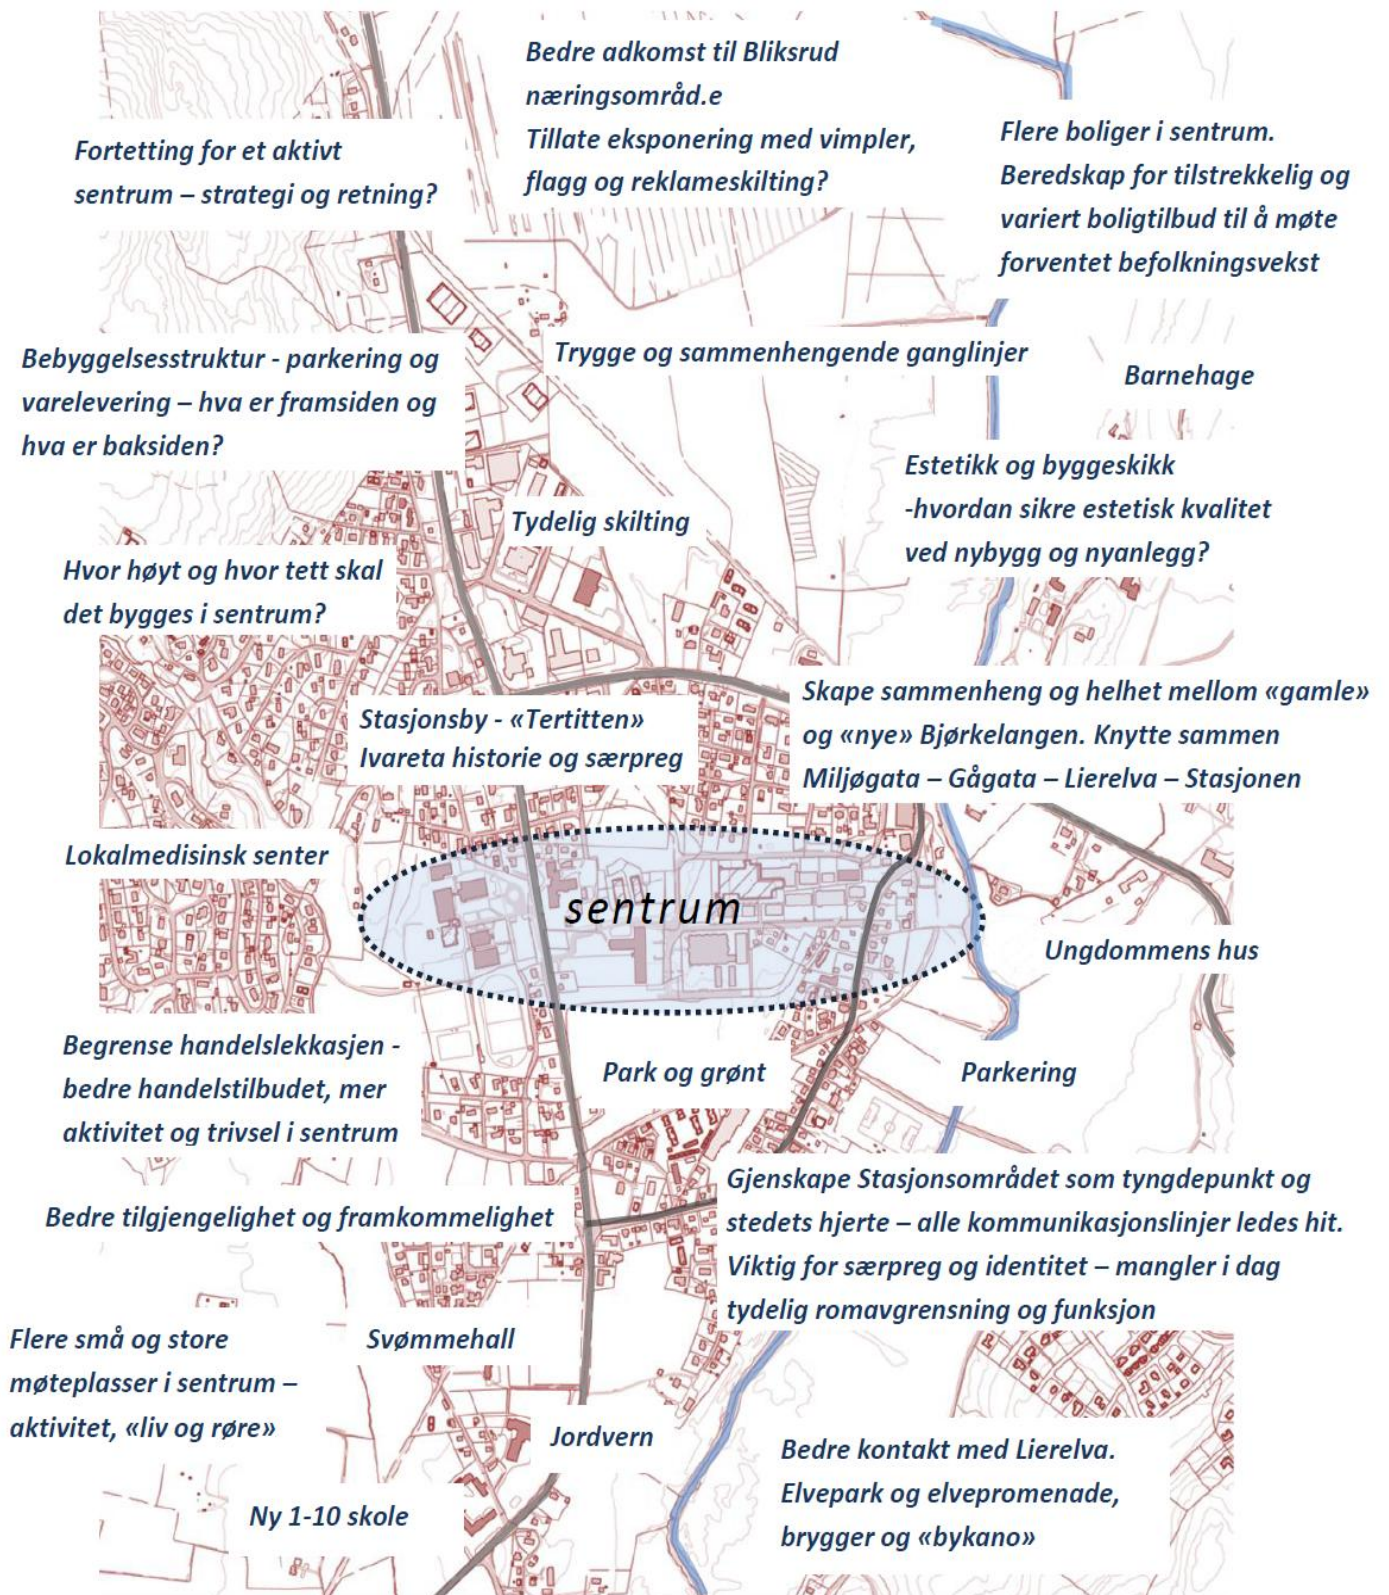 Bedre adkomst til Bliksrud
næringsområd.e
Tillate eksponering med vimpler,
flagg og reklameskilting?
Fortetting for et aktivt
sentrum – strategi og retning?
Flere boliger i sentrum.
Beredskap for tilstrekkelig og
variert boligtilbud til å møte
forventet befolkningsvekst
Bebyggelsesstruktur - parkering og
varelevering – hva er framsiden og
hva er baksiden?
Trygge og sammenhengende ganglinjer
Barnehage
Estetikk og byggeskikk
-hvordan sikre estetisk kvalitet
ved nybygg og nyanlegg?
Tydelig skilting
Hvor høyt og hvor tett skal
det bygges i sentrum?
Stasjonsby - «Tertitten»
Ivareta historie og særpreg
Skape sammenheng og helhet mellom «gamle»
og «nye» Bjørkelangen. Knytte sammen
Miljøgata – Gågata – Lierelva – Stasjonen
Lokalmedisinsk senter
sentrum
Ungdommens hus
Begrense handelslekkasjen -
bedre handelstilbudet, mer
aktivitet og trivsel i sentrum
Park og grønt
Parkering
Bedre tilgjengelighet og framkommelighet
Gjenskape Stasjonsområdet som tyngdepunkt og
stedets hjerte – alle kommunikasjonslinjer ledes hit.
Viktig for særpreg og identitet – mangler i dag
tydelig romavgrensning og funksjon
Flere små og store
møteplasser i sentrum –
aktivitet, «liv og røre»
Svømmehall
Jordvern
Bedre kontakt med Lierelva.
Elvepark og elvepromenade,
brygger og «bykano»
Ny 1-10 skole